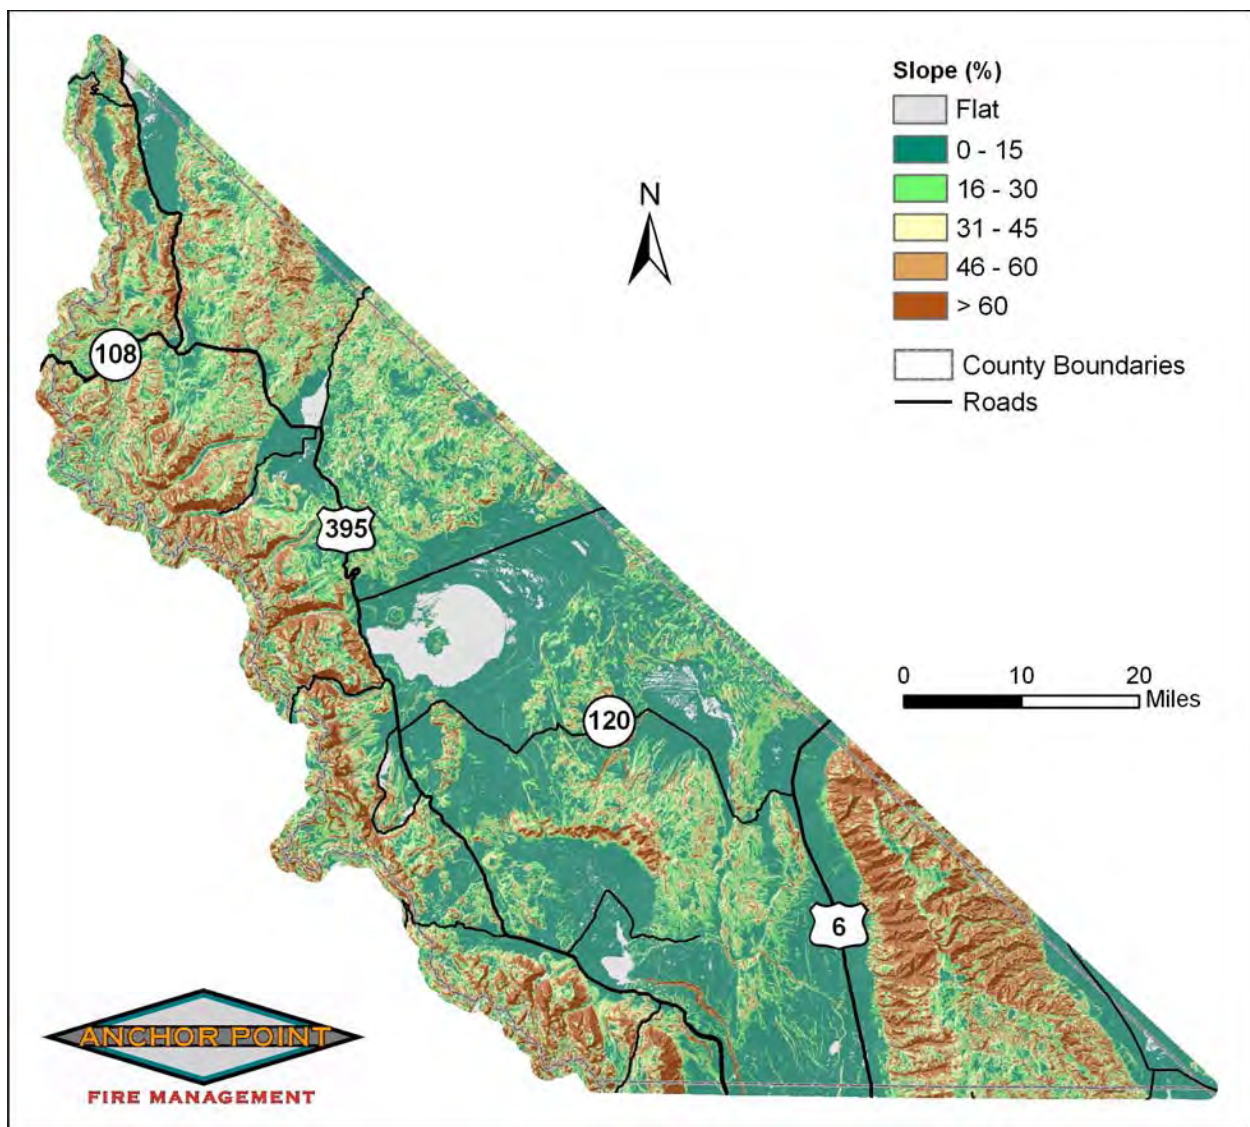 Slope (%)
Flat
0 - 15
16 - 30
31 - 45
46 - 60
> 60
County Boundaries
Roads
N
108
395
0 10 20
Miles
120
6
ANCHOR POINT
FIRE MANAGEMENT